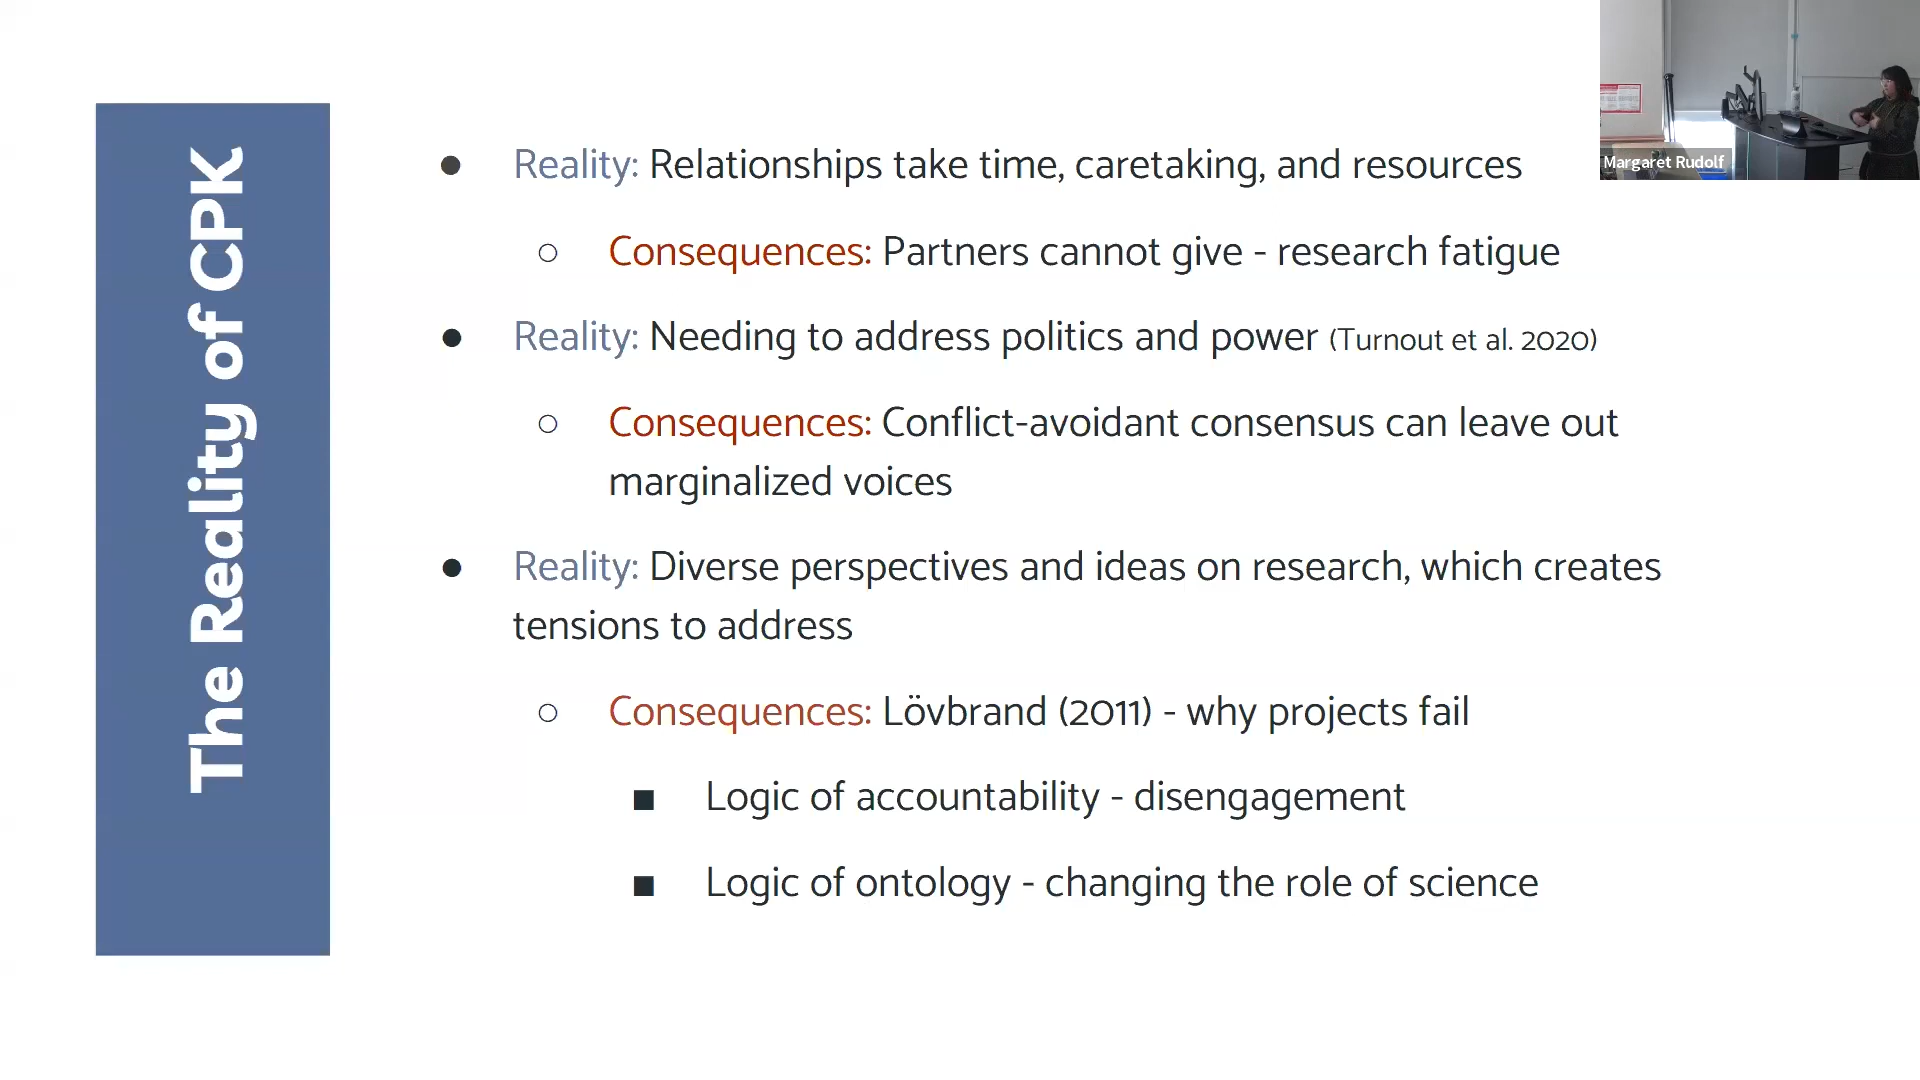 The Reality of CPK
Reality: Relationships take time, caretaking, and resources
Consequences: Partners cannot give - research fatigue
Reality: Needing to address politics and power (Turnout et al. 2020)
Consequences: Conflict-avoidant consensus can leave out
marginalized voices
Reality: Diverse perspectives and ideas on research, which creates
tensions to address
Consequences: Lövbrand (2011) - why projects fail
Logic of accountability - disengagement
Logic of ontology - changing the role of science
Margaret Rudolf